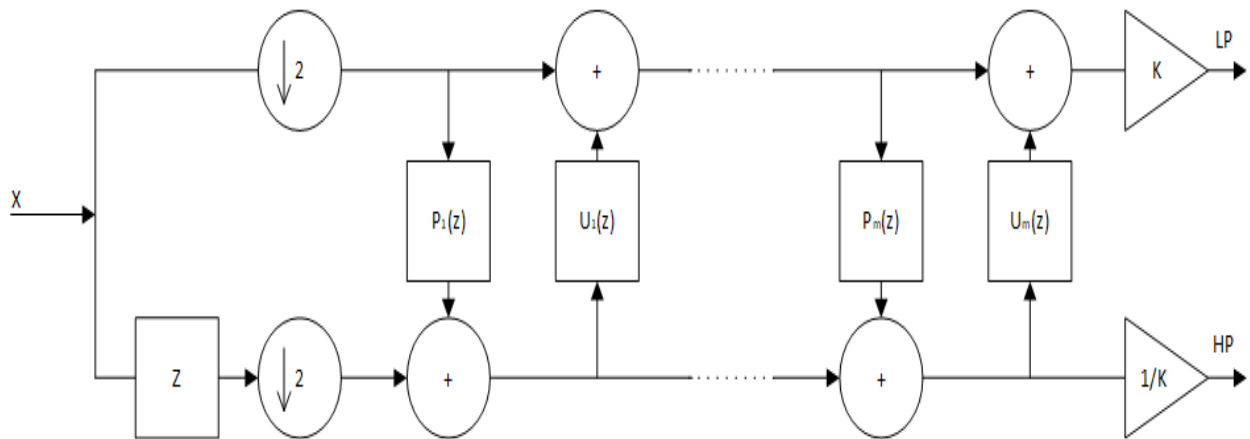 ↓ 2
+
+
K
LP
X
P₁(z)
U₁(z)
Pₘ(z)
Uₘ(z)
Z
↓ 2
+
+
1/K
HP